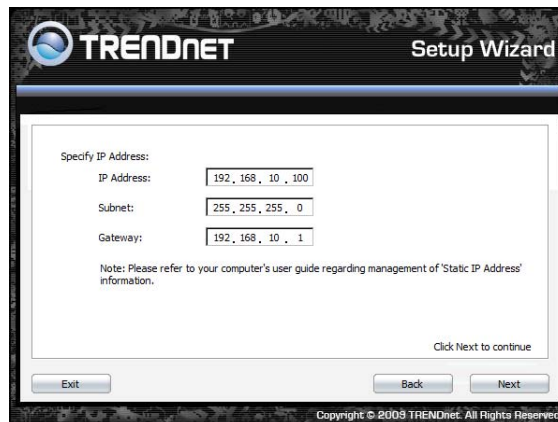 TRENDNET
Setup Wizard
Specify IP Address:
IP Address: 192 . 168 . 10 . 100
Subnet: 255 . 255 . 255 . 0
Gateway: 192 . 168 . 10 . 1
Note: Please refer to your computer's user guide regarding management of 'Static IP Address'
information.
Click Next to continue
Exit
Back
Next
Copyright © 2009 TRENDnet. All Rights Reserved